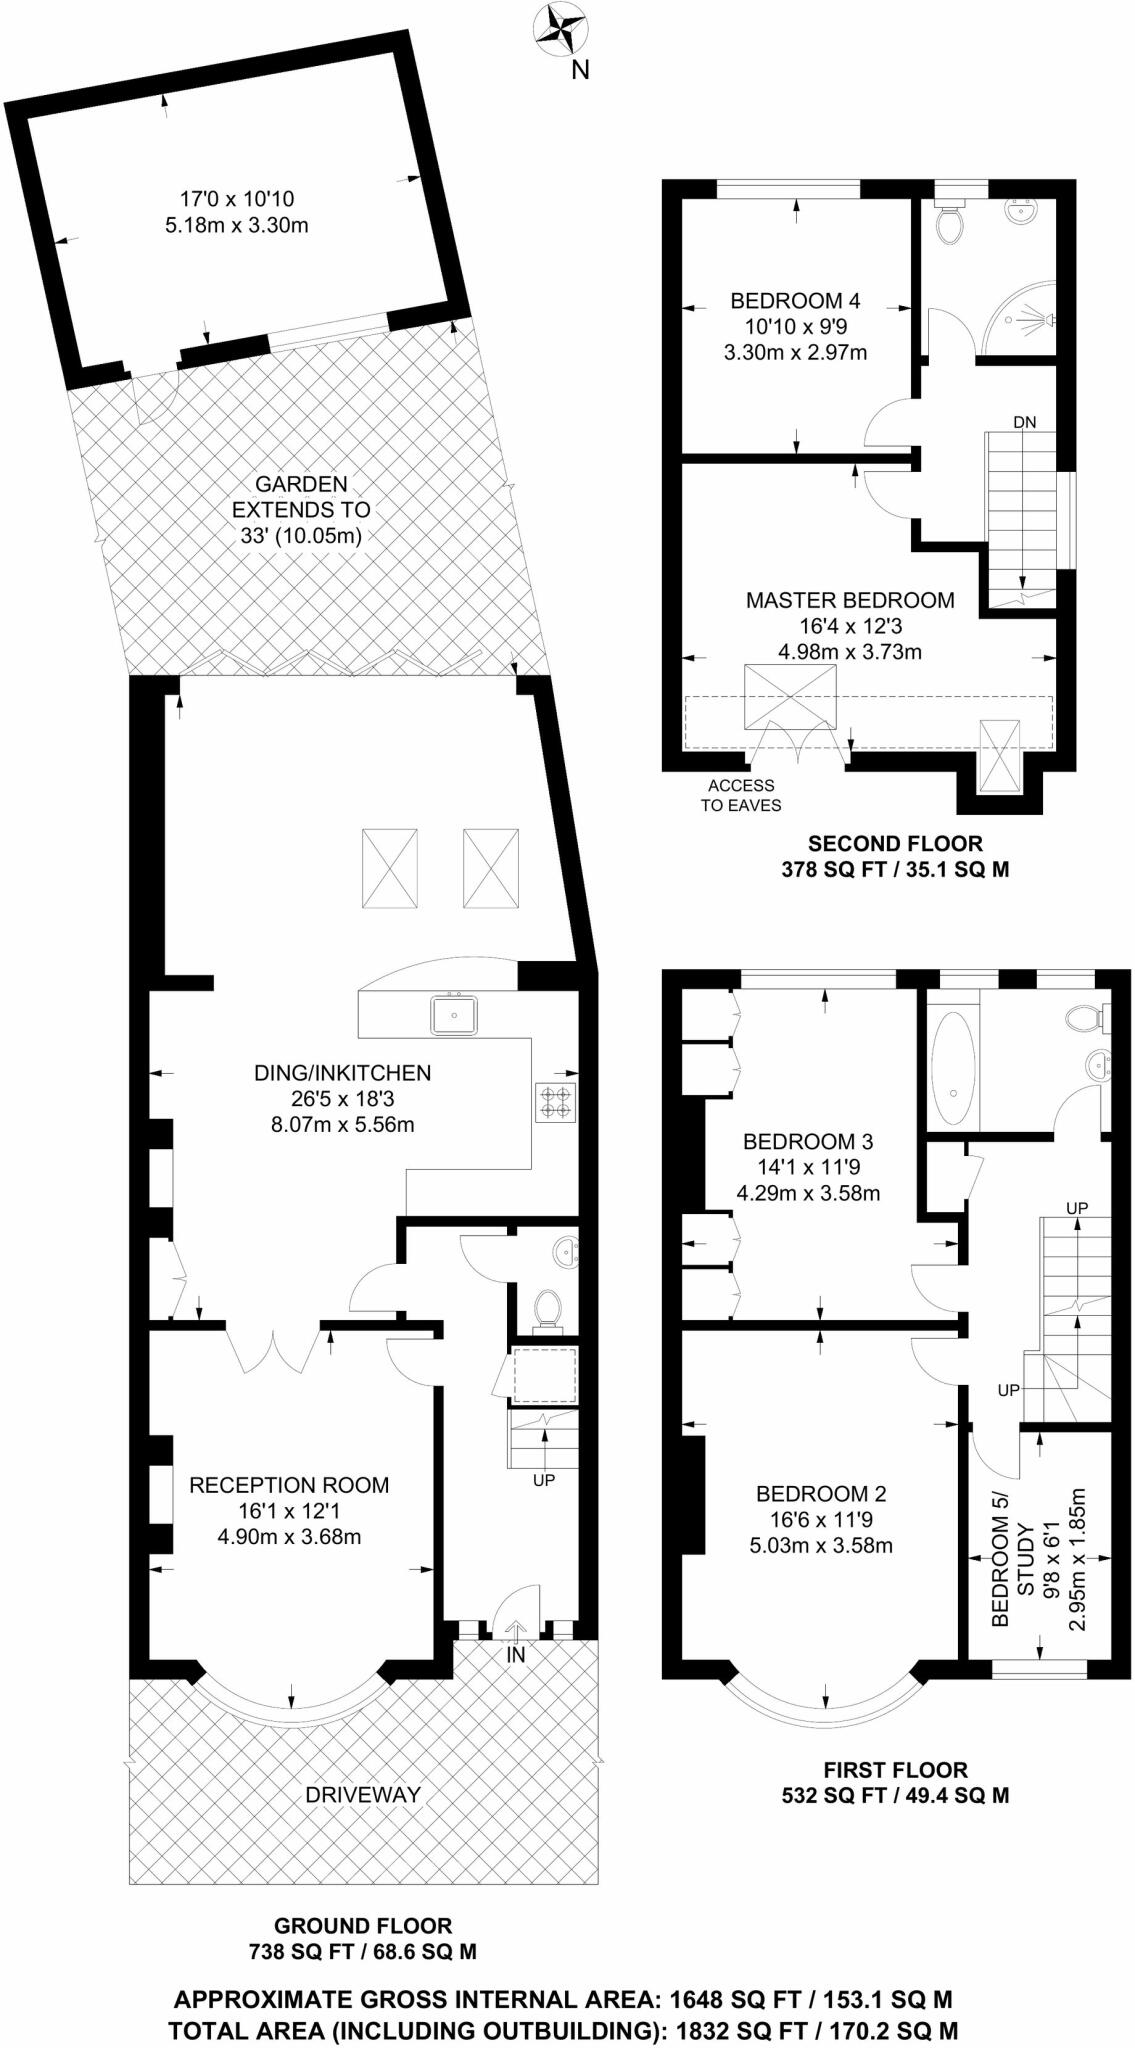 N
17'0 x 10'10
5.18m x 3.30m
GARDEN
EXTENDS TO
33' (10.05m)
DING/INKITCHEN
26'5 x 18'3
8.07m x 5.56m
UP
RECEPTION ROOM
16'1 x 12'1
4.90m x 3.68m
IN
DRIVEWAY
GROUND FLOOR
738 SQ FT / 68.6 SQ M
BEDROOM 4
10'10 x 9'9
3.30m x 2.97m
DN
MASTER BEDROOM
16'4 x 12'3
4.98m x 3.73m
ACCESS
TO EAVES
SECOND FLOOR
378 SQ FT / 35.1 SQ M
BEDROOM 3
14'1 x 11'9
4.29m x 3.58m
UP
UP
BEDROOM 2
16'6 x 11'9
5.03m x 3.58m
BEDROOM 5/
STUDY
9'8 x 6'1
2.95m x 1.85m
FIRST FLOOR
532 SQ FT / 49.4 SQ M
APPROXIMATE GROSS INTERNAL AREA: 1648 SQ FT / 153.1 SQ M
TOTAL AREA (INCLUDING OUTBUILDING): 1832 SQ FT / 170.2 SQ M